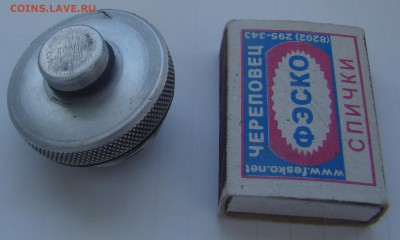 COINS.LAVE.RU
(8202) 295-343
ЧЕРЕПОВЕЦ
ФЭСКО
СПИЧКИ
www.fesko.net